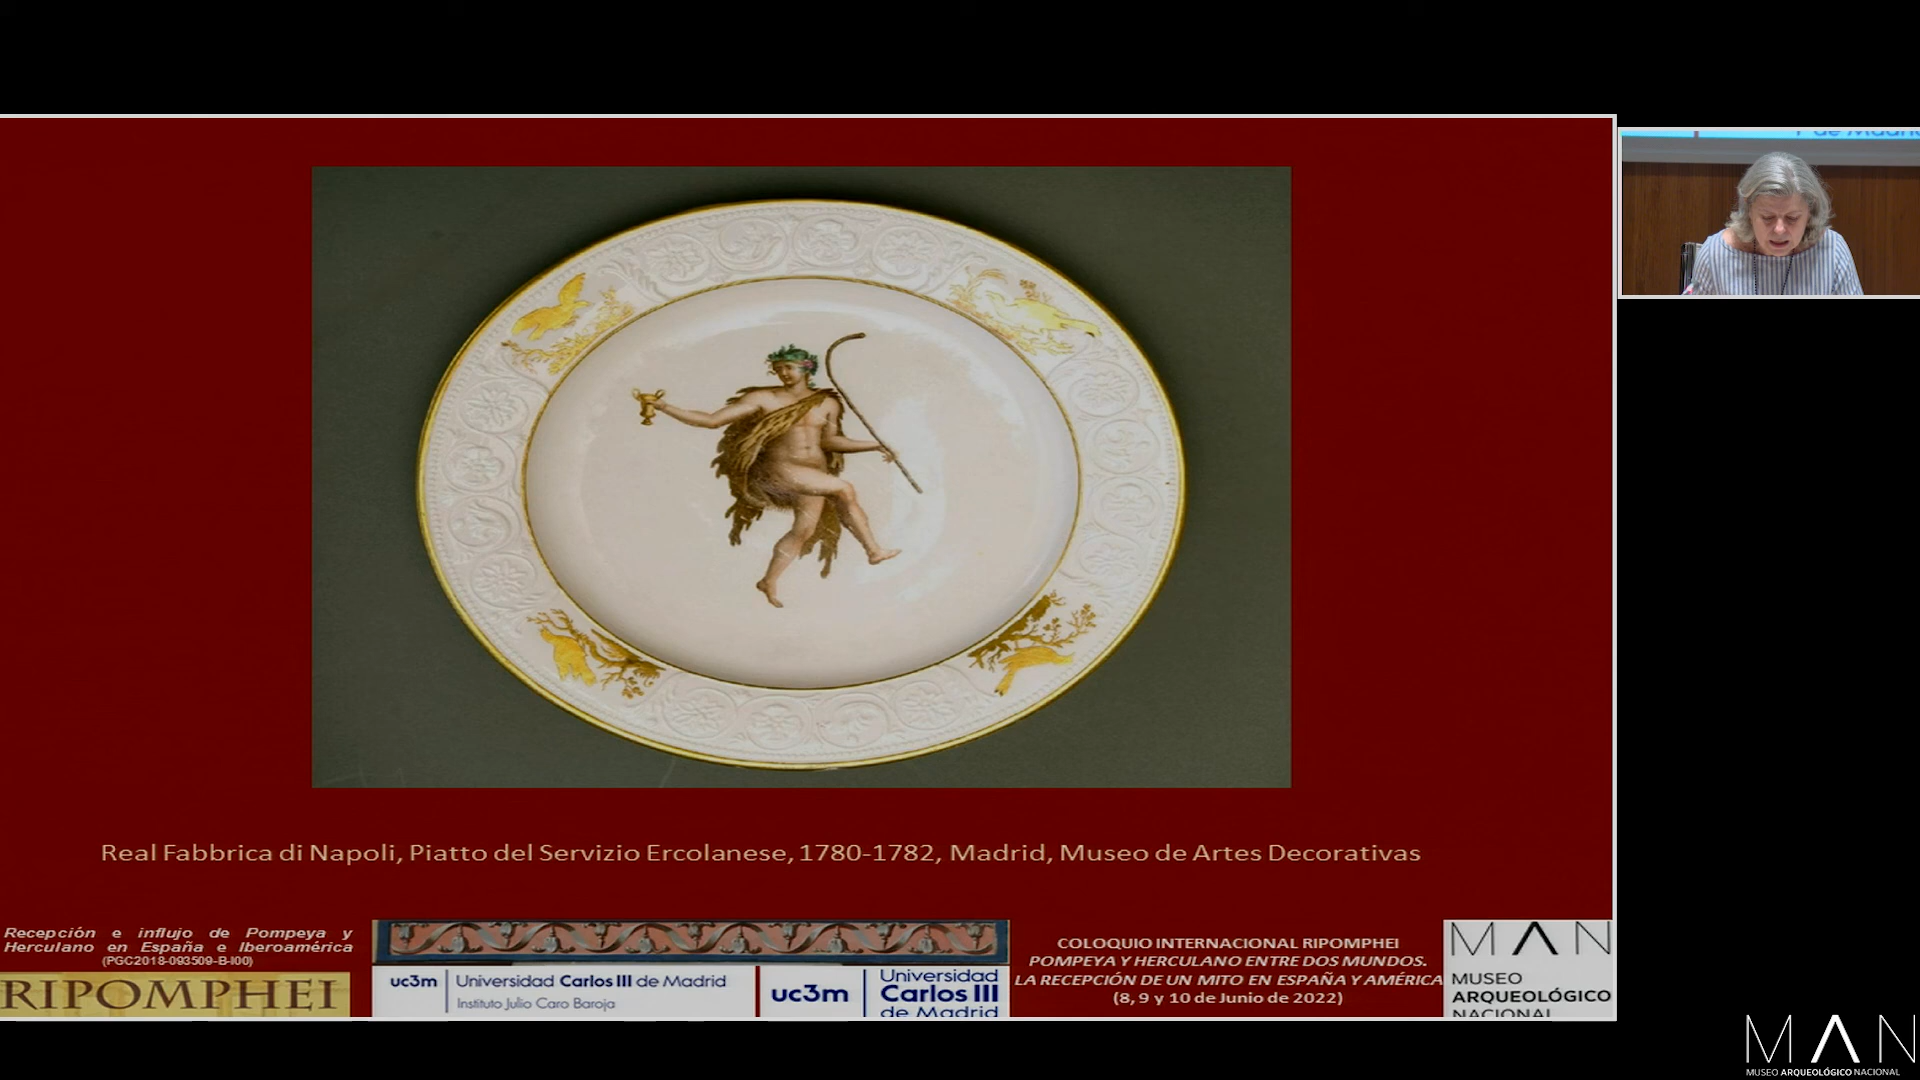 de Madrid
Real Fabbrica di Napoli, Piatto del Servizio Ercolanese, 1780-1782, Madrid, Museo de Artes Decorativas
Recepción e influjo de Pompeya y
Herculano en España e Iberoamérica
(PGC2018-093509-B-I00)
RIPOMPHEI
uc3m
Universidad Carlos III de Madrid
Instituto Julio Caro Baroja
uc3m
Universidad
Carlos III
de Madrid
COLOQUIO INTERNACIONAL RIPOMPHEI
POMPEYA Y HERCULANO ENTRE DOS MUNDOS.
LA RECEPCIÓN DE UN MITO EN ESPAÑA Y AMÉRICA
(8, 9 y 10 de Junio de 2022)
MAN
MUSEO
ARQUEOLÓGICO
NACIONAL
MAN
MUSEO ARQUEOLÓGICO NACIONAL